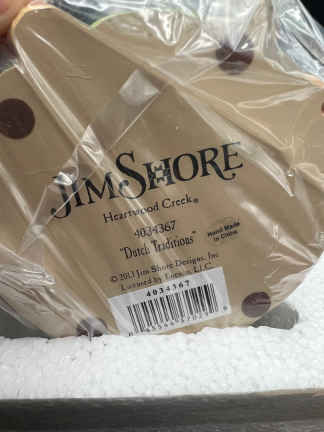 JIM SHORE
Heartwood Creek®
4034367
"Dutch Traditions"
Hand Made
in China
© 2013 Jim Shore Designs, Inc
Licensed by Enesco, LLC.
4034367